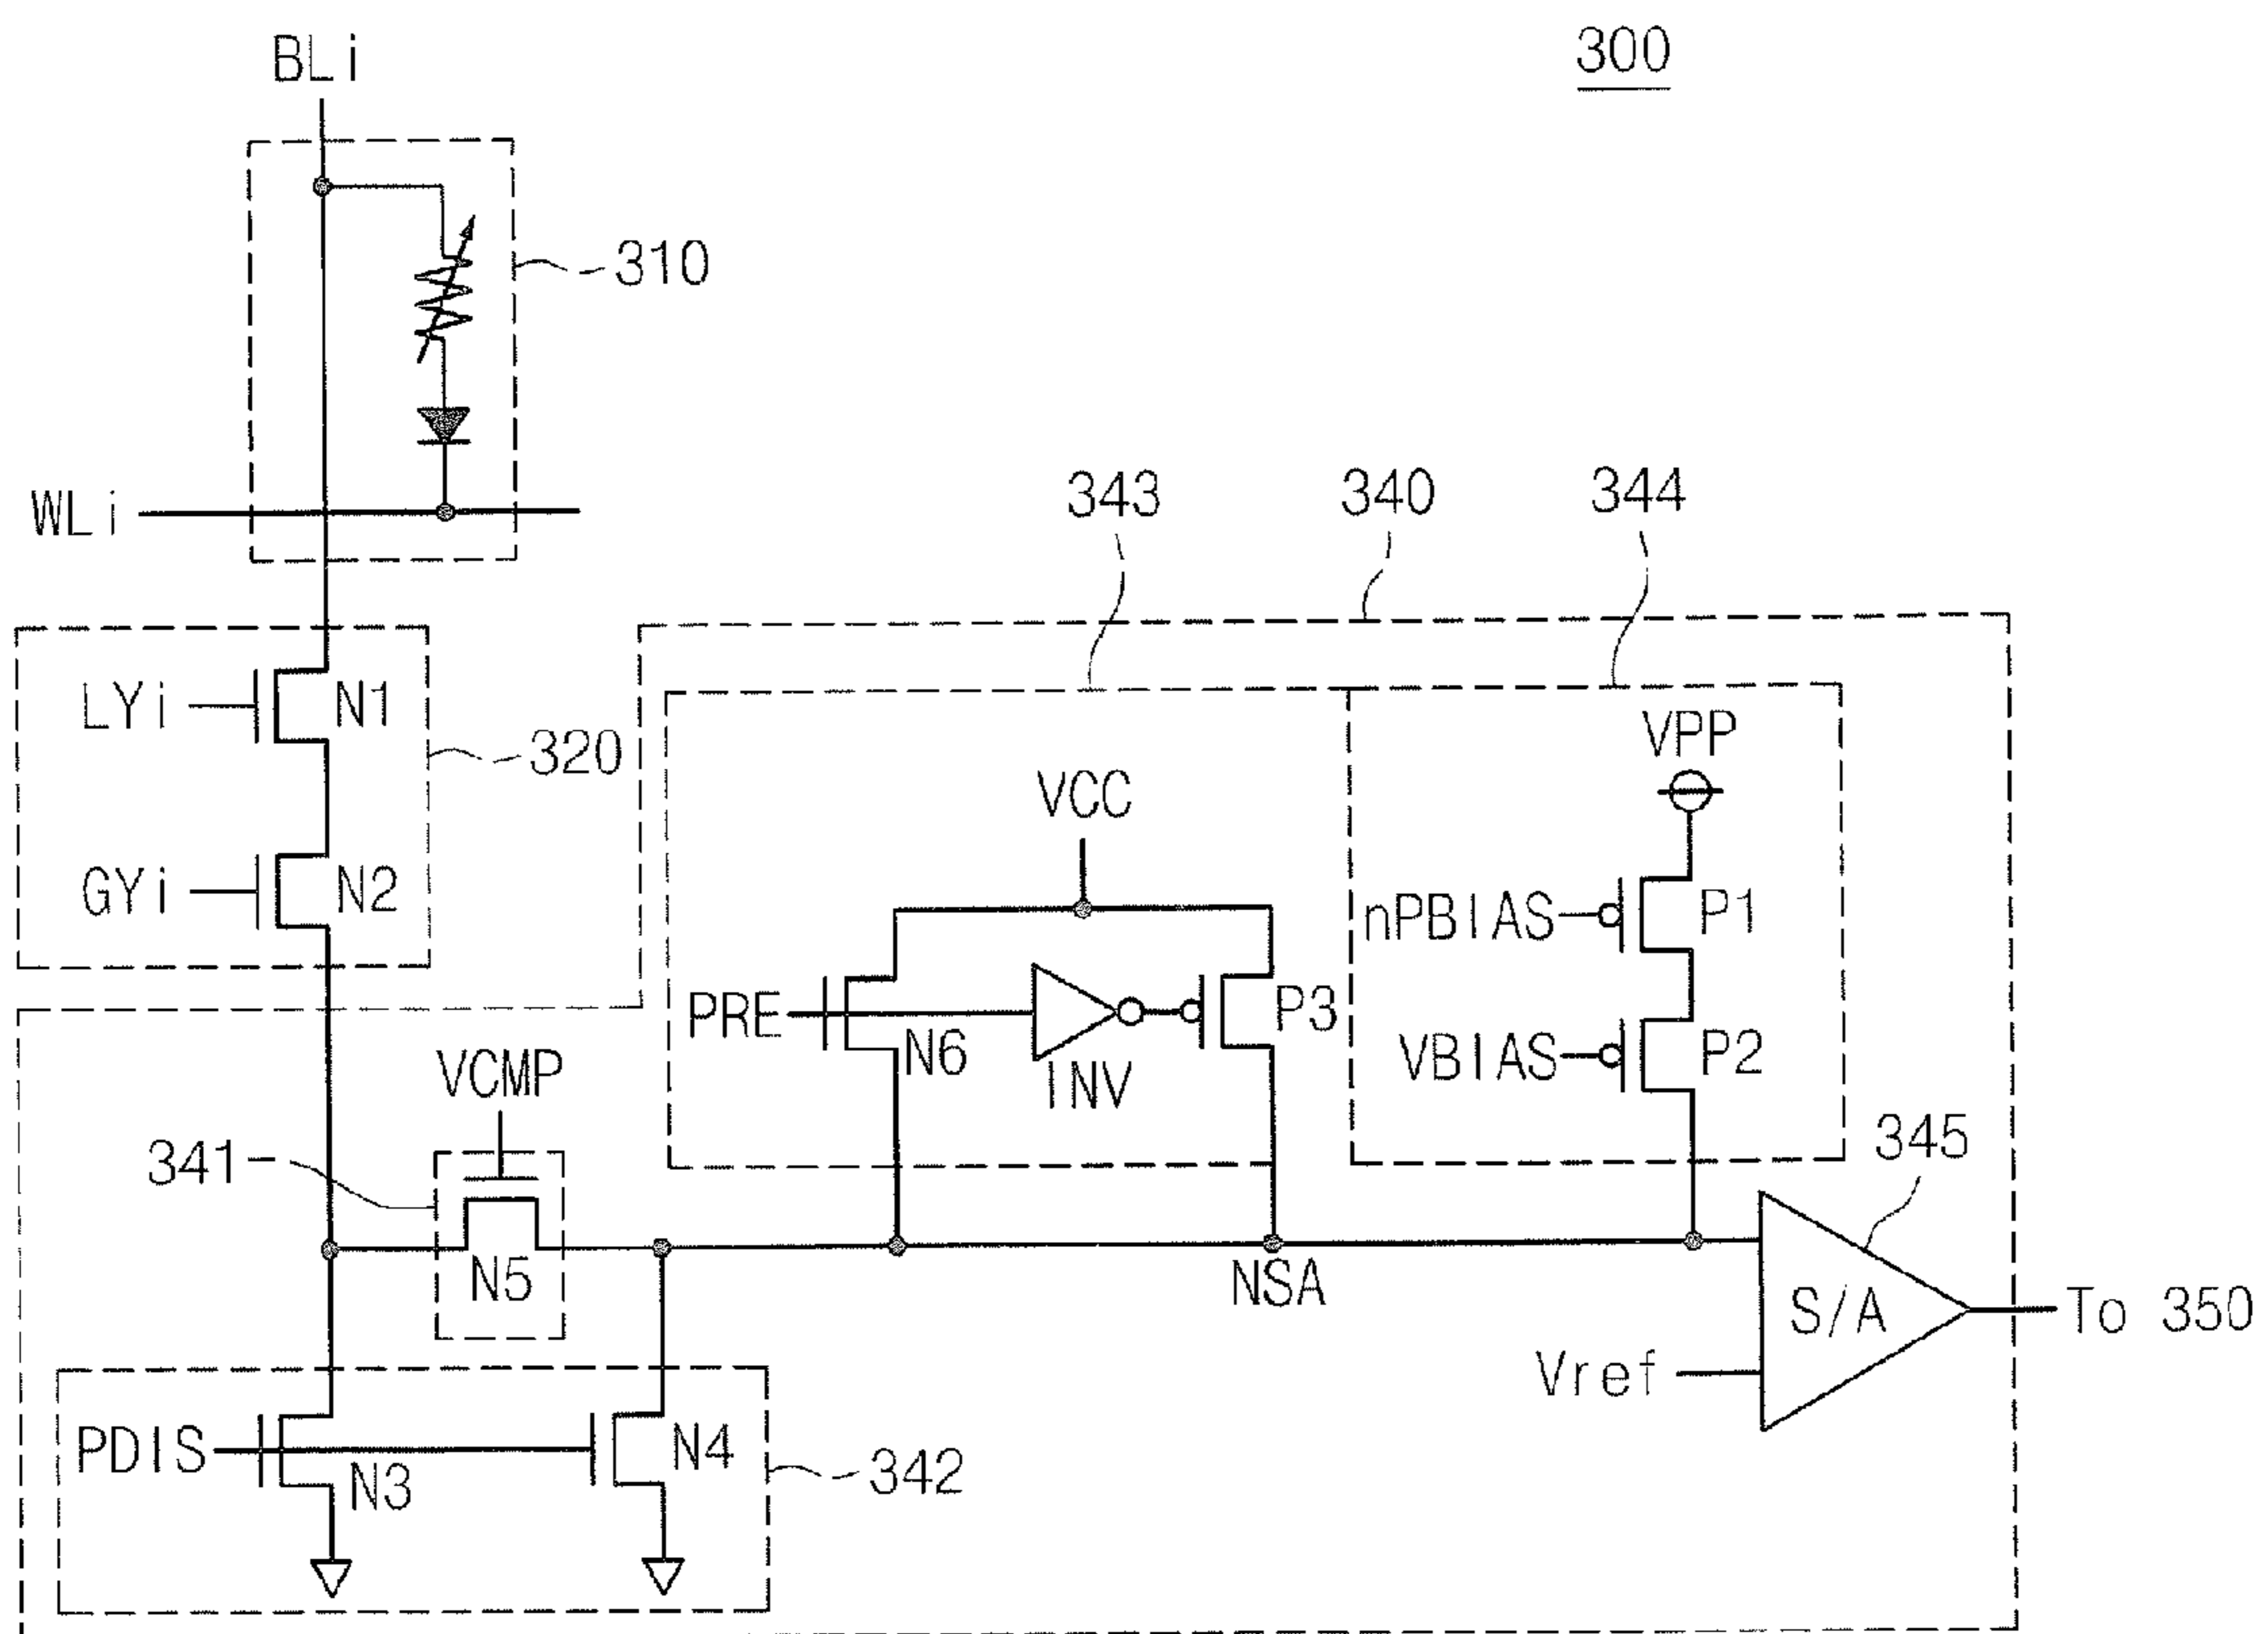 300
BLi
310
WLi
343
340
344
LYi
N1
320
GYi
N2
VPP
VCC
nPBIAS
P1
PRE
N6
INV
P3
VBIAS
P2
VCMP
341
N5
NSA
345
S/A
To 350
Vref
PDIS
N3
N4
342